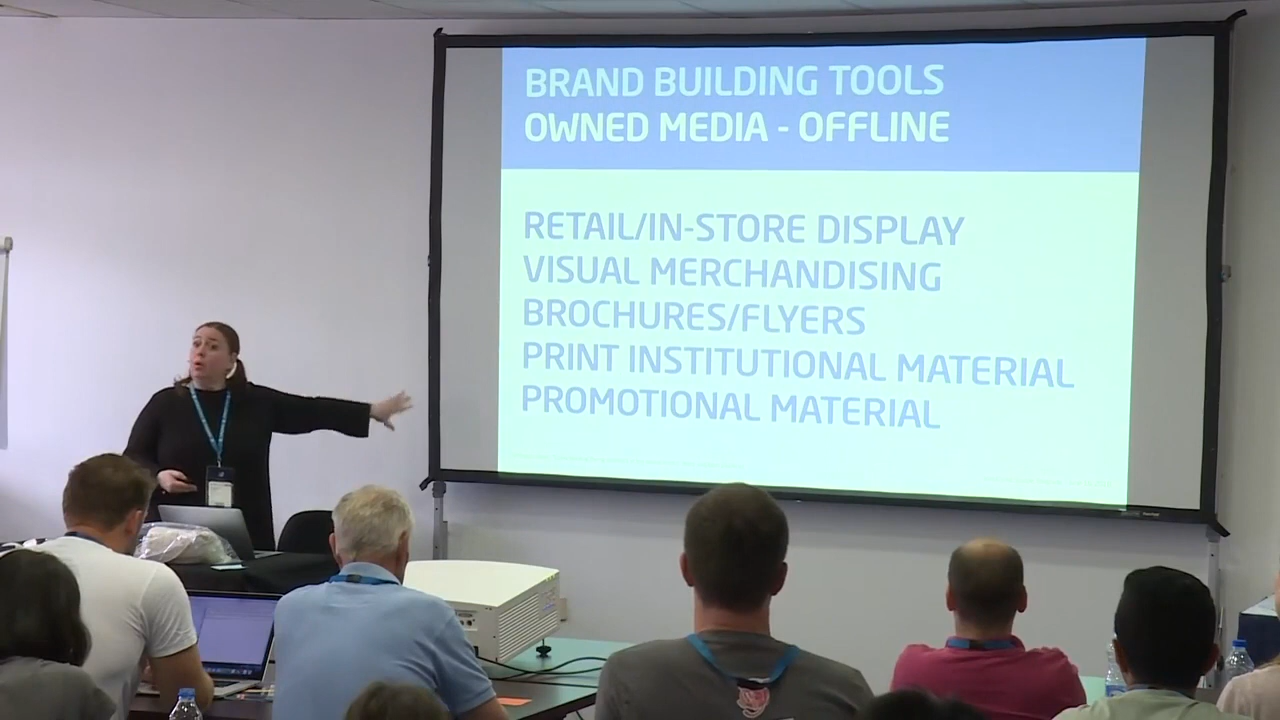 BRAND BUILDING TOOLS
OWNED MEDIA - OFFLINE
RETAIL/IN-STORE DISPLAY
VISUAL MERCHANDISING
BROCHURES/FLYERS
PRINT INSTITUTIONAL MATERIAL
PROMOTIONAL MATERIAL